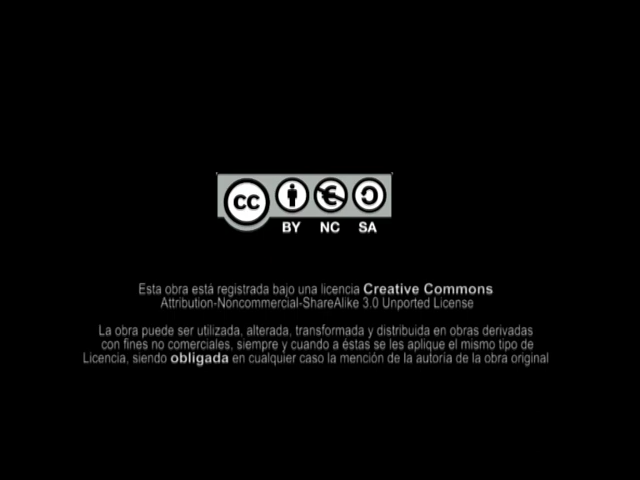 cc
BY NC SA
Esta obra está registrada bajo una licencia Creative Commons
Attribution-Noncommercial-ShareAlike 3.0 Unported License
La obra puede ser utilizada, alterada, transformada y distribuida en obras derivadas
con fines no comerciales, siempre y cuando a éstas se les aplique el mismo tipo de
Licencia, siendo obligada en cualquier caso la mención de la autoría de la obra original